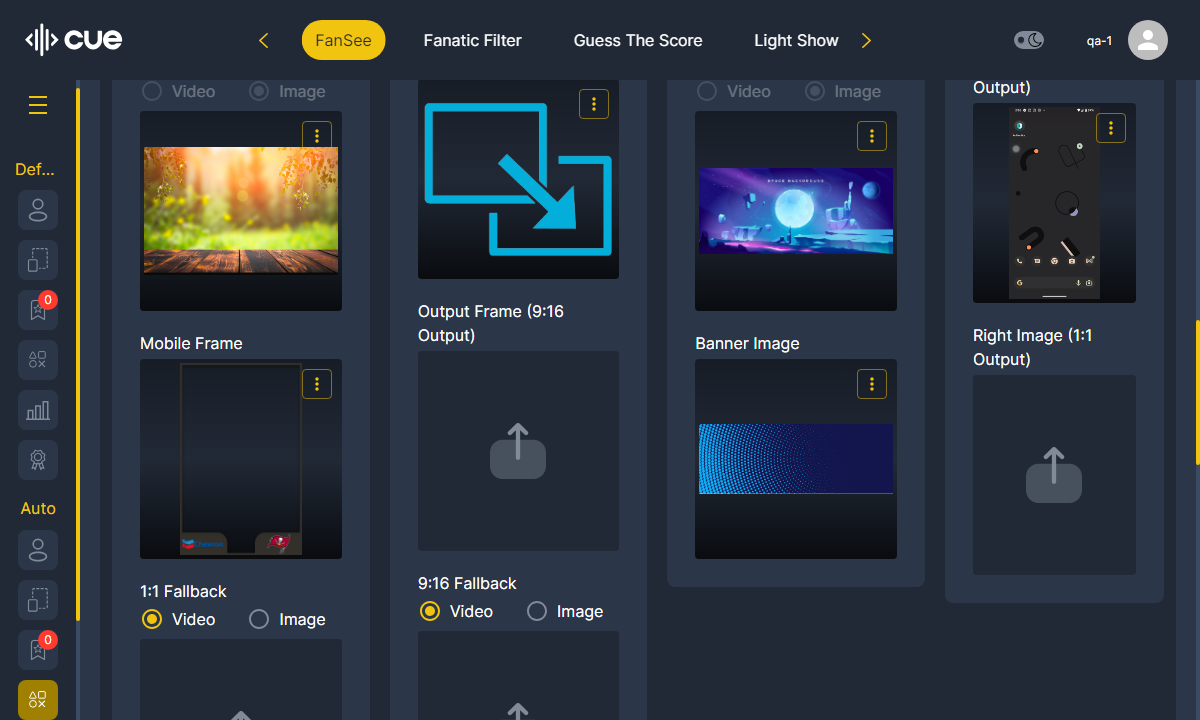 cue
FanSee
Fanatic Filter
Guess The Score
Light Show
qa-1
Def...
0
Auto
0
Video
Image
Mobile Frame
1:1 Fallback
Video
Image
Output Frame (9:16
Output)
9:16 Fallback
Video
Image
Video
Image
SPACE BACKGROUND
Banner Image
Output)
Right Image (1:1
Output)